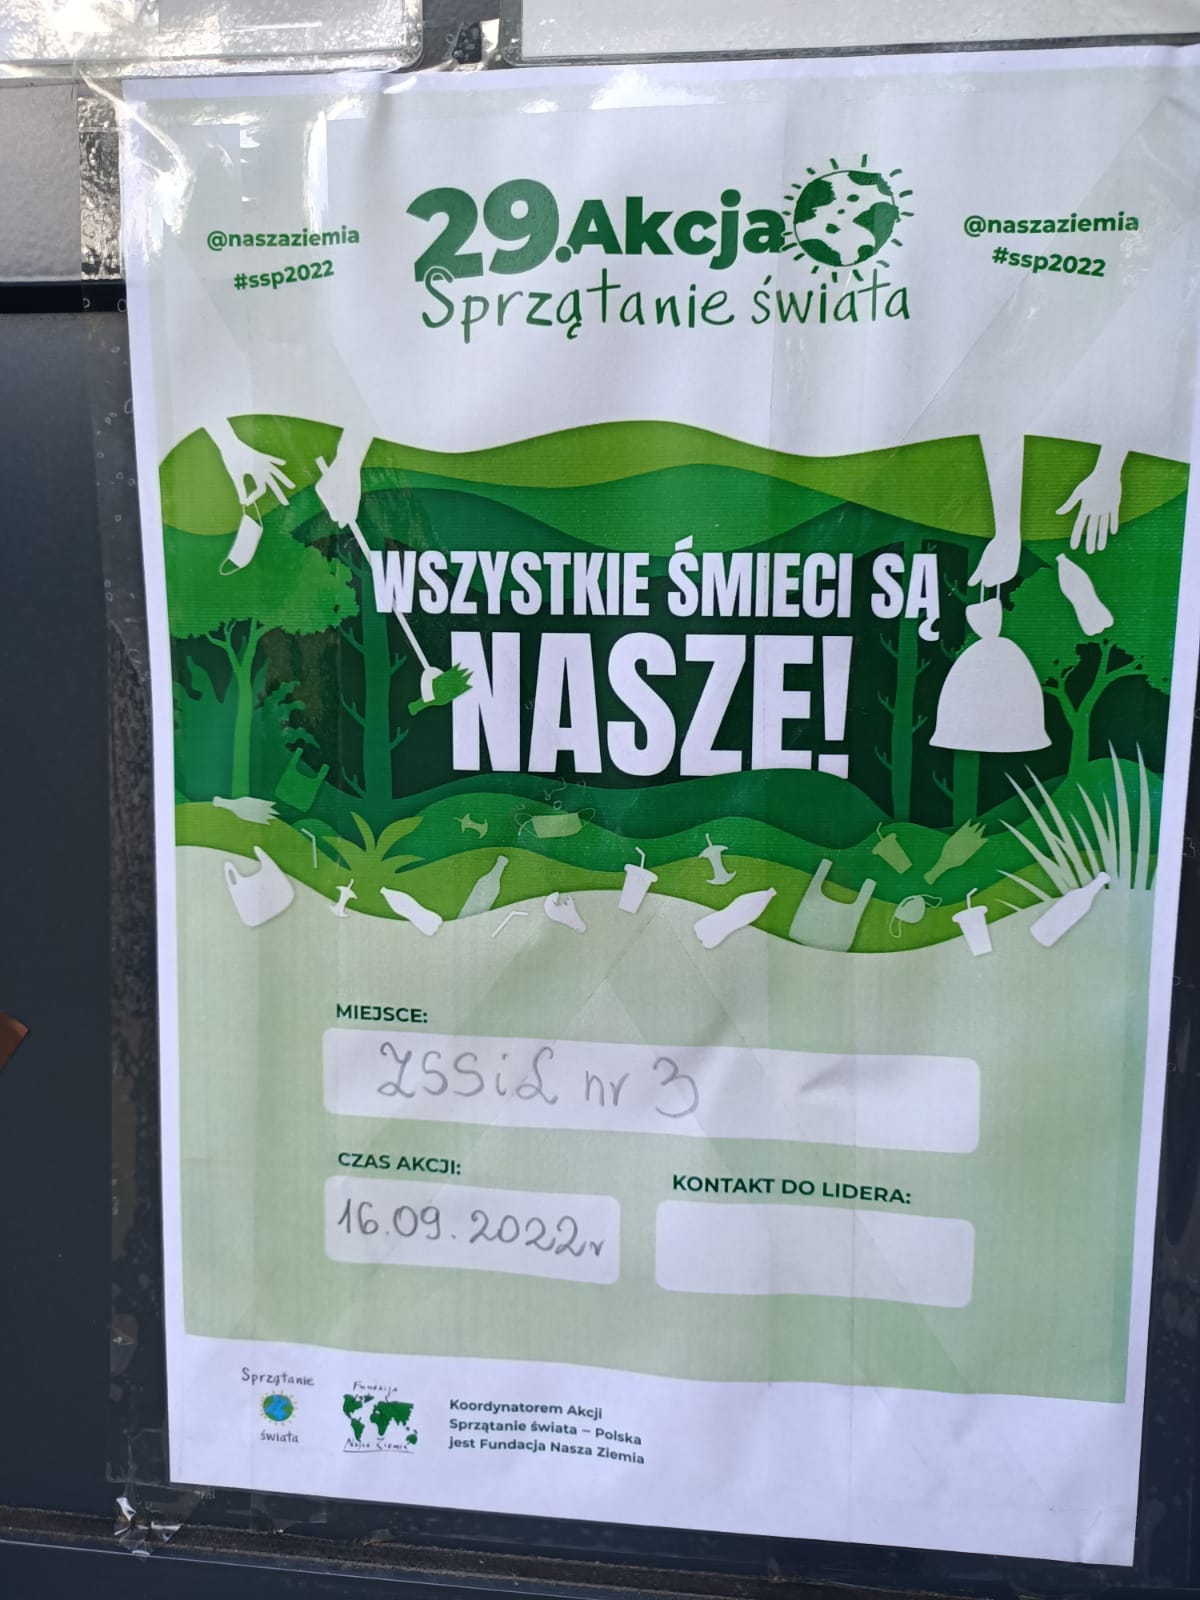 29. Akcja
Sprzątanie świata
@naszaziemia
#ssp2022
@naszaziemia
#ssp2022
WSZYSTKIE ŚMIECI SĄ
NASZE!
MIEJSCE:
ZSSiL nr 3
CZAS AKCJI:
16.09.2022r
KONTAKT DO LIDERA:
Sprzątanie
świata
Fundacja
Nasza Ziemia
Koordynatorem Akcji
Sprzątanie świata – Polska
jest Fundacja Nasza Ziemia